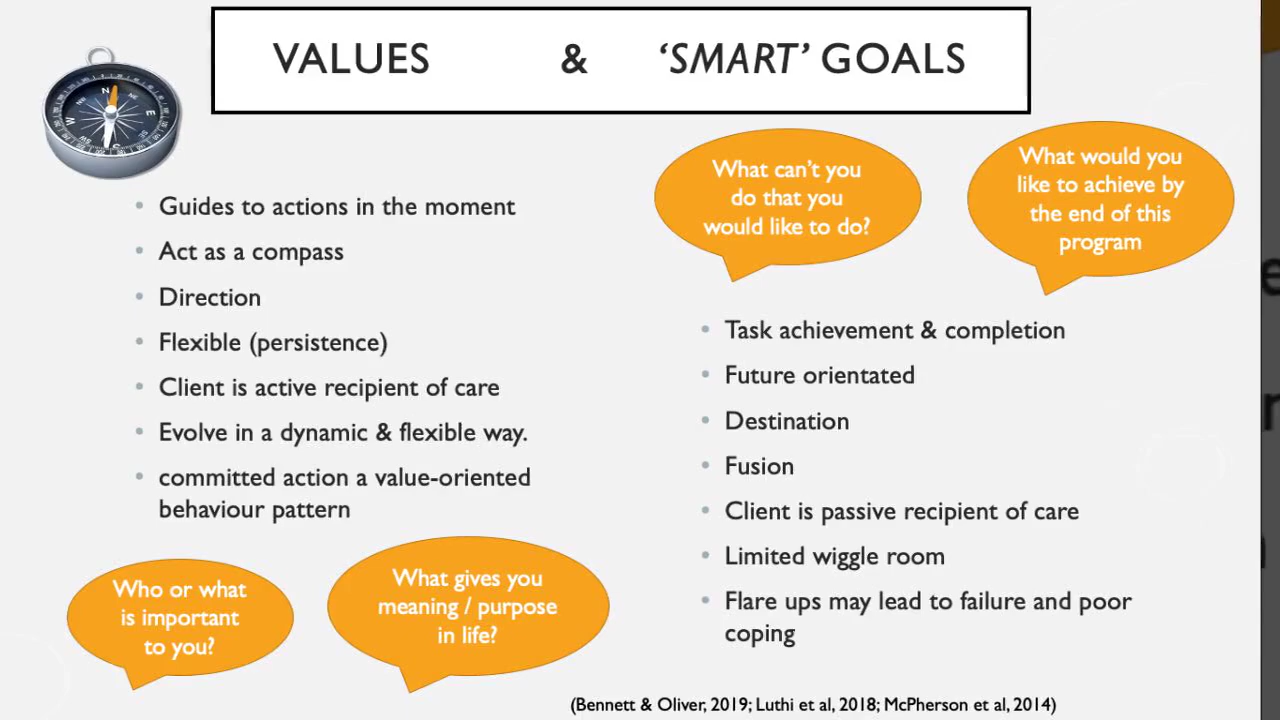 VALUES & ‘SMART’ GOALS
Guides to actions in the moment
Act as a compass
Direction
Flexible (persistence)
Client is active recipient of care
Evolve in a dynamic & flexible way.
committed action a value-oriented
behaviour pattern
Who or what
is important
to you?
What gives you
meaning / purpose
in life?
What can’t you
do that you
would like to do?
What would you
like to achieve by
the end of this
program
Task achievement & completion
Future orientated
Destination
Fusion
Client is passive recipient of care
Limited wiggle room
Flare ups may lead to failure and poor
coping
(Bennett & Oliver, 2019; Luthi et al, 2018; McPherson et al, 2014)
N
NE
E
SE
S
SW
W
NW